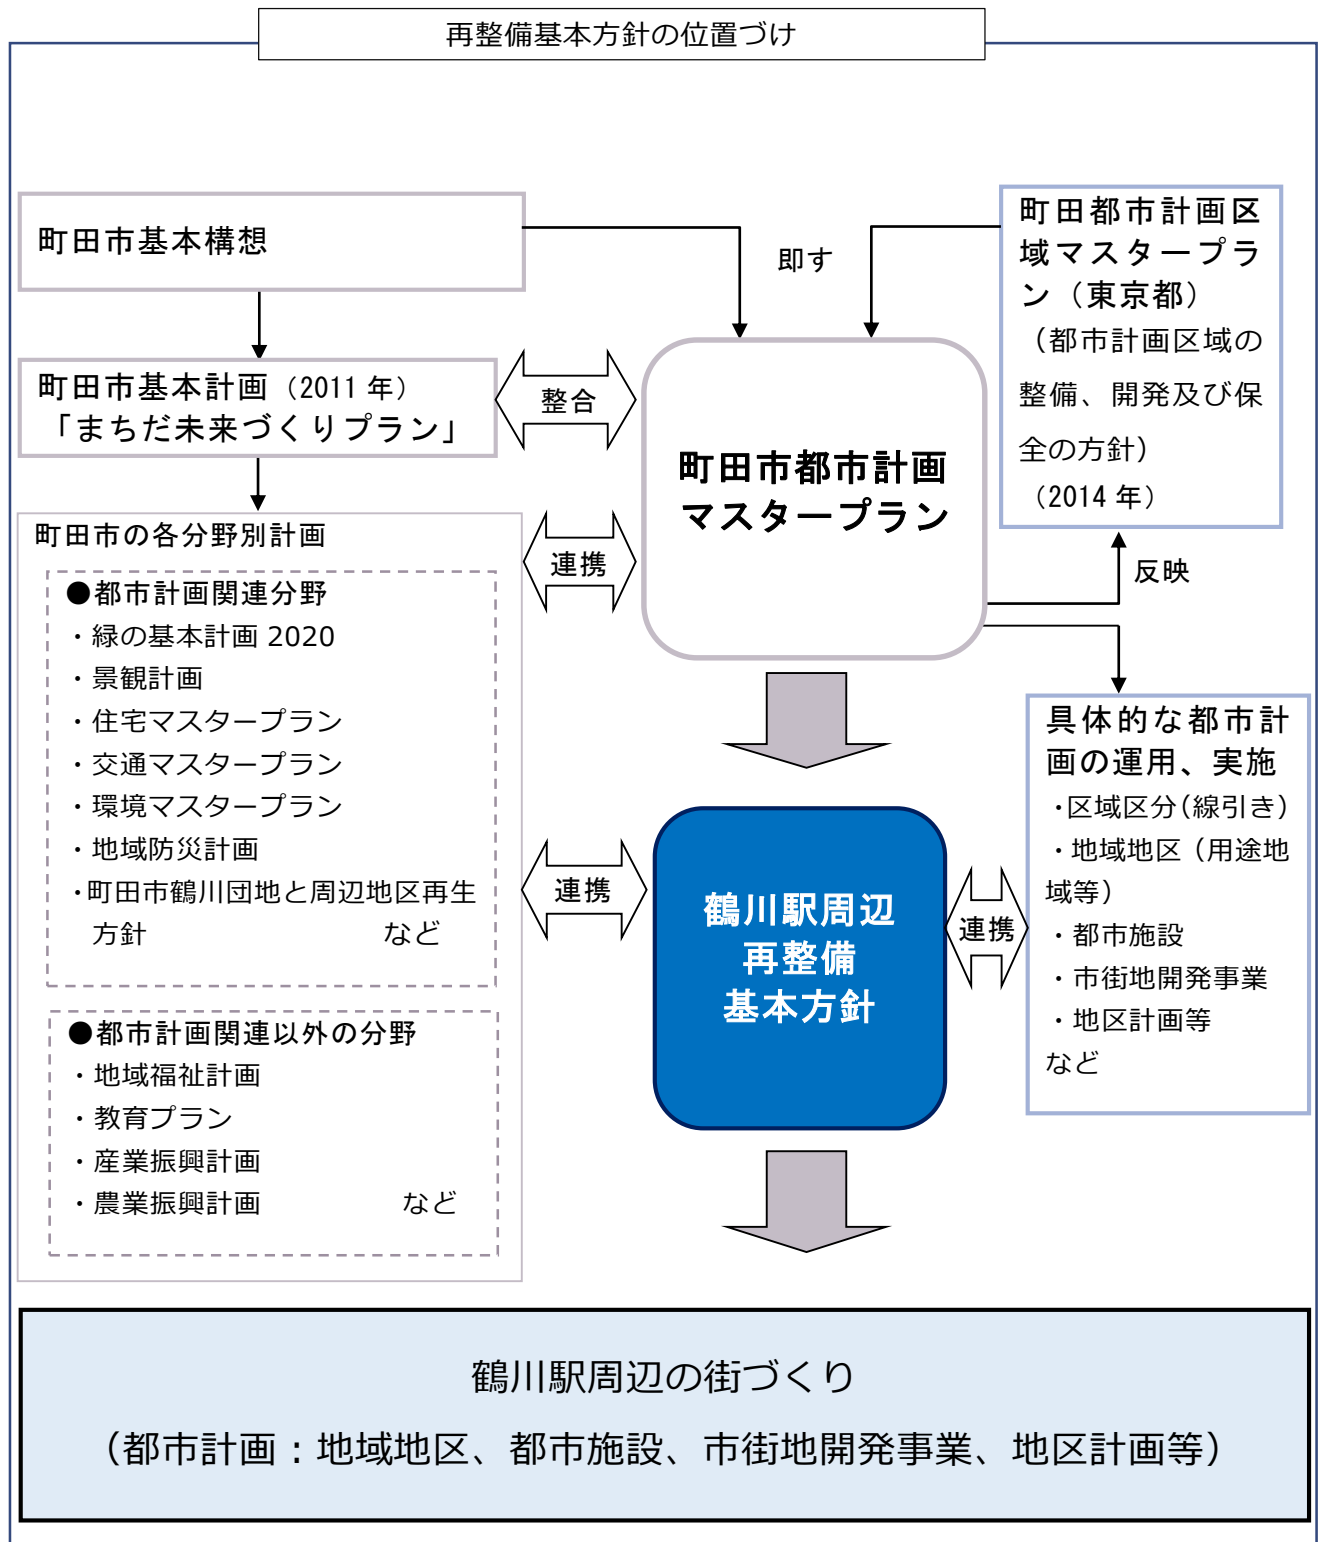 再整備基本方針の位置づけ
町田市基本構想
即す
町田都市計画区
域マスタープラ
ン（東京都）
（都市計画区域の
整備、開発及び保
全の方針）
（2014 年）
町田市基本計画（2011 年）
「まちだ未来づくりプラン」
整合
町田市都市計画
マスタープラン
町田市の各分野別計画
連携
反映
●都市計画関連分野
・緑の基本計画 2020
・景観計画
・住宅マスタープラン
・交通マスタープラン
・環境マスタープラン
・地域防災計画
・町田市鶴川団地と周辺地区再生
方針　など
連携
鶴川駅周辺
再整備
基本方針
連携
具体的な都市計
画の運用、実施
・区域区分（線引き）
・地域地区（用途地
域等）
・都市施設
・市街地開発事業
・地区計画等
など
●都市計画関連以外の分野
・地域福祉計画
・教育プラン
・産業振興計画
・農業振興計画　など
鶴川駅周辺の街づくり
（都市計画：地域地区、都市施設、市街地開発事業、地区計画等）